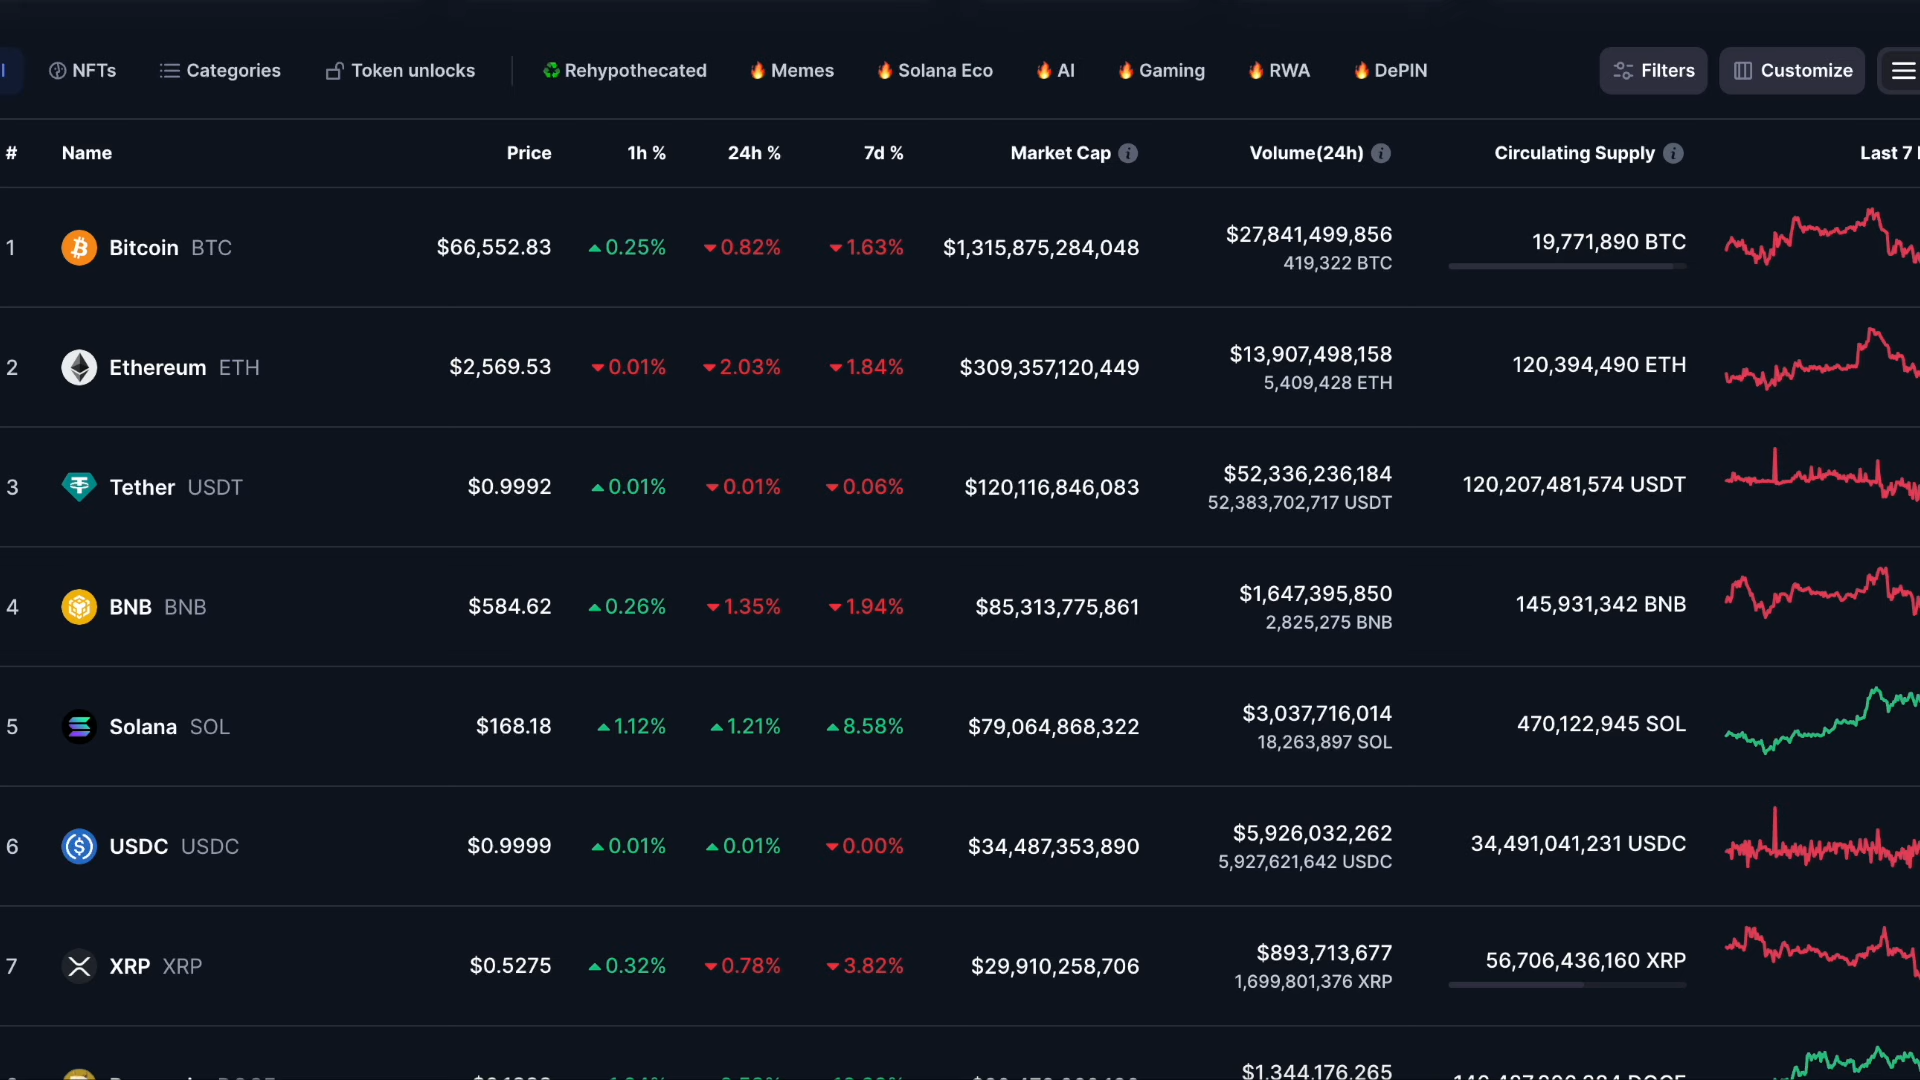 NFTs Categories Token unlocks Rehypothecated Memes Solana Eco AI Gaming RWA DePIN Filters Customize
# Name Price 1h % 24h % 7d % Market Cap Volume(24h) Circulating Supply Last 7
1 Bitcoin BTC $66,552.83 0.25% 0.82% 1.63% $1,315,875,284,048 $27,841,499,856 19,771,890 BTC
419,322 BTC
2 Ethereum ETH $2,569.53 0.01% 2.03% 1.84% $309,357,120,449 $13,907,498,158 120,394,490 ETH
5,409,428 ETH
3 Tether USDT $0.9992 0.01% 0.01% 0.06% $120,116,846,083 $52,336,236,184 120,207,481,574 USDT
52,383,702,717 USDT
4 BNB BNB $584.62 0.26% 1.35% 1.94% $85,313,775,861 $1,647,395,850 145,931,342 BNB
2,825,275 BNB
5 Solana SOL $168.18 1.12% 1.21% 8.58% $79,064,868,322 $3,037,716,014 470,122,945 SOL
18,263,897 SOL
6 USDC USDC $0.9999 0.01% 0.01% 0.00% $34,487,353,890 $5,926,032,262 34,491,041,231 USDC
5,927,621,642 USDC
7 XRP XRP $0.5275 0.32% 0.78% 3.82% $29,910,258,706 $893,713,677 56,706,436,160 XRP
1,699,801,376 XRP
$1,344,176,265